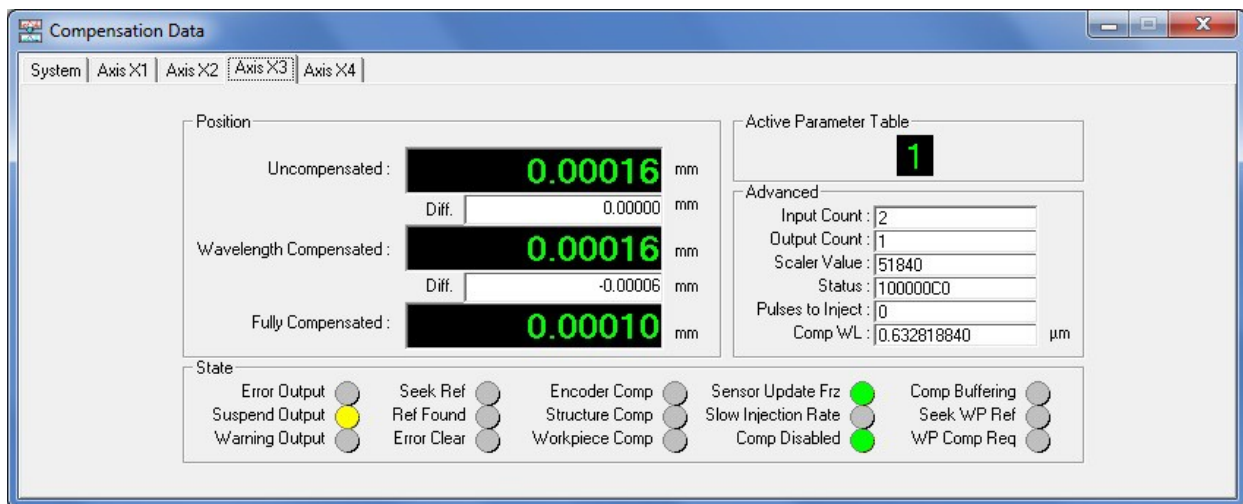 Compensation Data
System Axis X1 Axis X2 Axis X3 Axis X4
Position
Uncompensated : 0.00016 mm
Diff. 0.00000 mm
Wavelength Compensated : 0.00016 mm
Diff. -0.00006 mm
Fully Compensated : 0.00010 mm
Active Parameter Table
1
Advanced
Input Count : 2
Output Count : 1
Scaler Value : 51840
Status : 100000C0
Pulses to Inject : 0
Comp WL : 0.632818840 µm
State
Error Output Seek Ref Encoder Comp Sensor Update Frz Comp Buffering
Suspend Output Ref Found Structure Comp Slow Injection Rate Seek WP Ref
Warning Output Error Clear Workpiece Comp Comp Disabled WP Comp Req